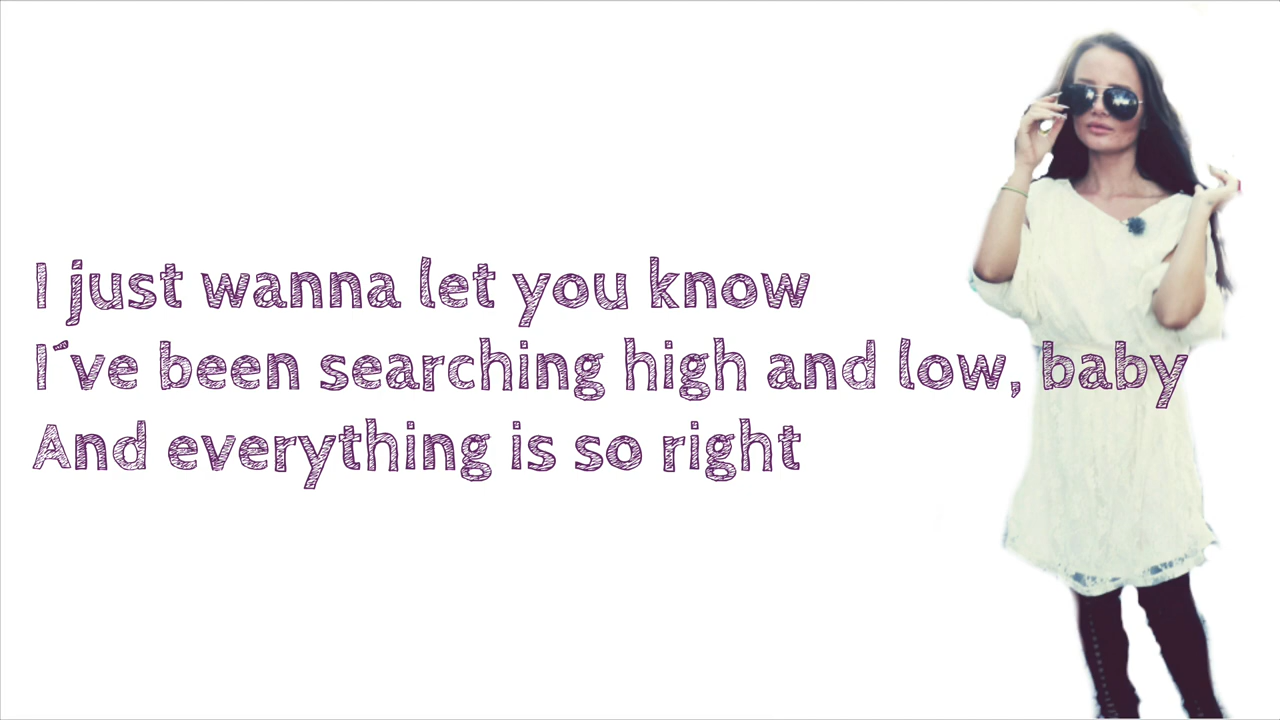 I just wanna let you know
I´ve been searching high and low, baby
And everything is so right